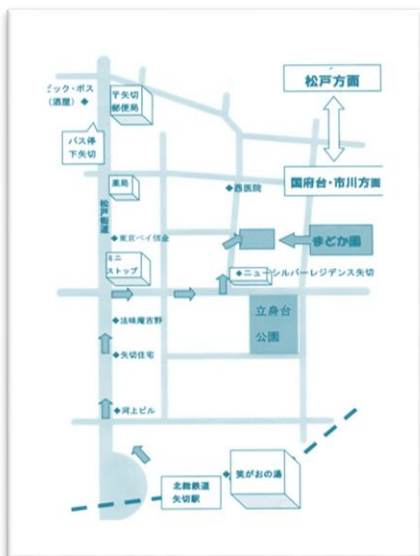 ビック・ボス
(酒屋) ◆
〒矢切
郵便局
松戸方面
バス停
下矢切
国府台・市川方面
薬局
◆西医院
松戸街道
◆東京ベイ信金
まどか園
ミニ
ストップ
◆ニューシルバーレジデンス矢切
◆法味庵吉野
立身台
公園
◆矢切住宅
◆河上ビル
北総鉄道
矢切駅
◆笑がおの湯